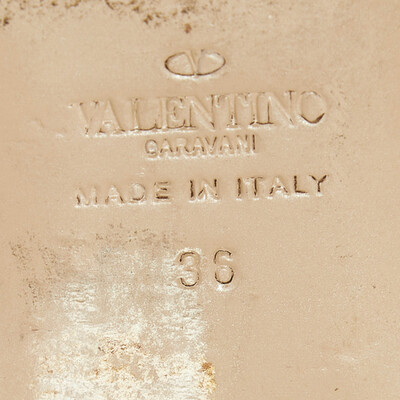 VALENTINO
GARAVANI
MADE IN ITALY
36